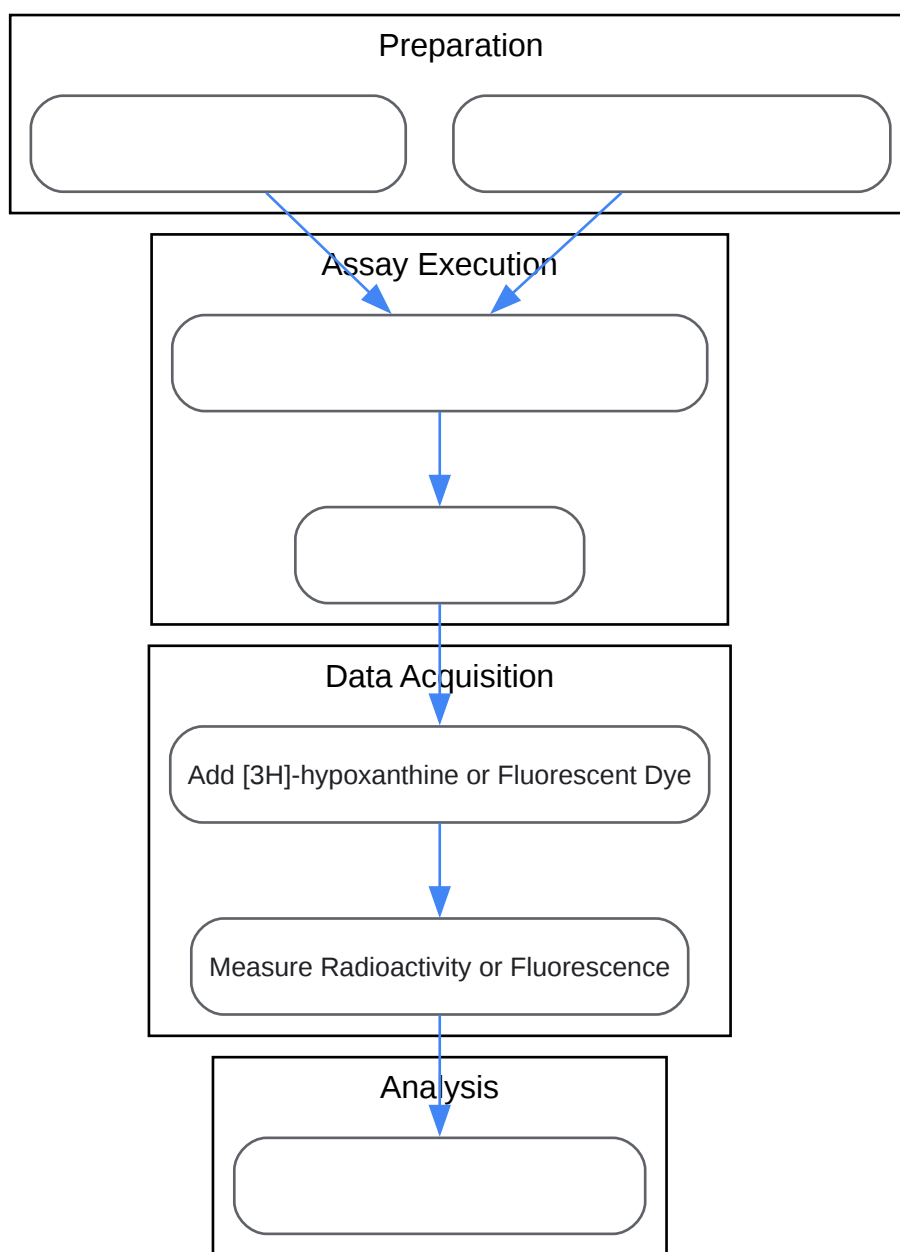 Preparation
Assay Execution
Data Acquisition
Add [3H]-hypoxanthine or Fluorescent Dye
Measure Radioactivity or Fluorescence
Analysis